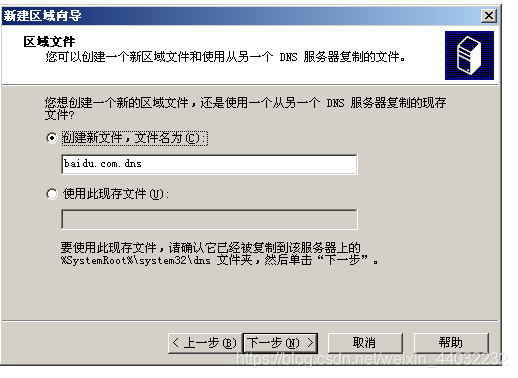 新建区域向导
区域文件
您可以创建一个新区域文件和使用从另一个 DNS 服务器复制的文件。
您想创建一个新的区域文件，还是使用一个从另一个 DNS 服务器复制的现存
文件?
创建新文件，文件名为(C):
baidu.com.dns
使用此现存文件(U):
要使用此现存文件，请确认它已经被复制到该服务器上的
%SystemRoot%\system32\dns 文件夹，然后单击“下一步”。
< 上一步(B) 下一步(N) > 取消 帮助
https://blog.csdn.net/weixin_44032232